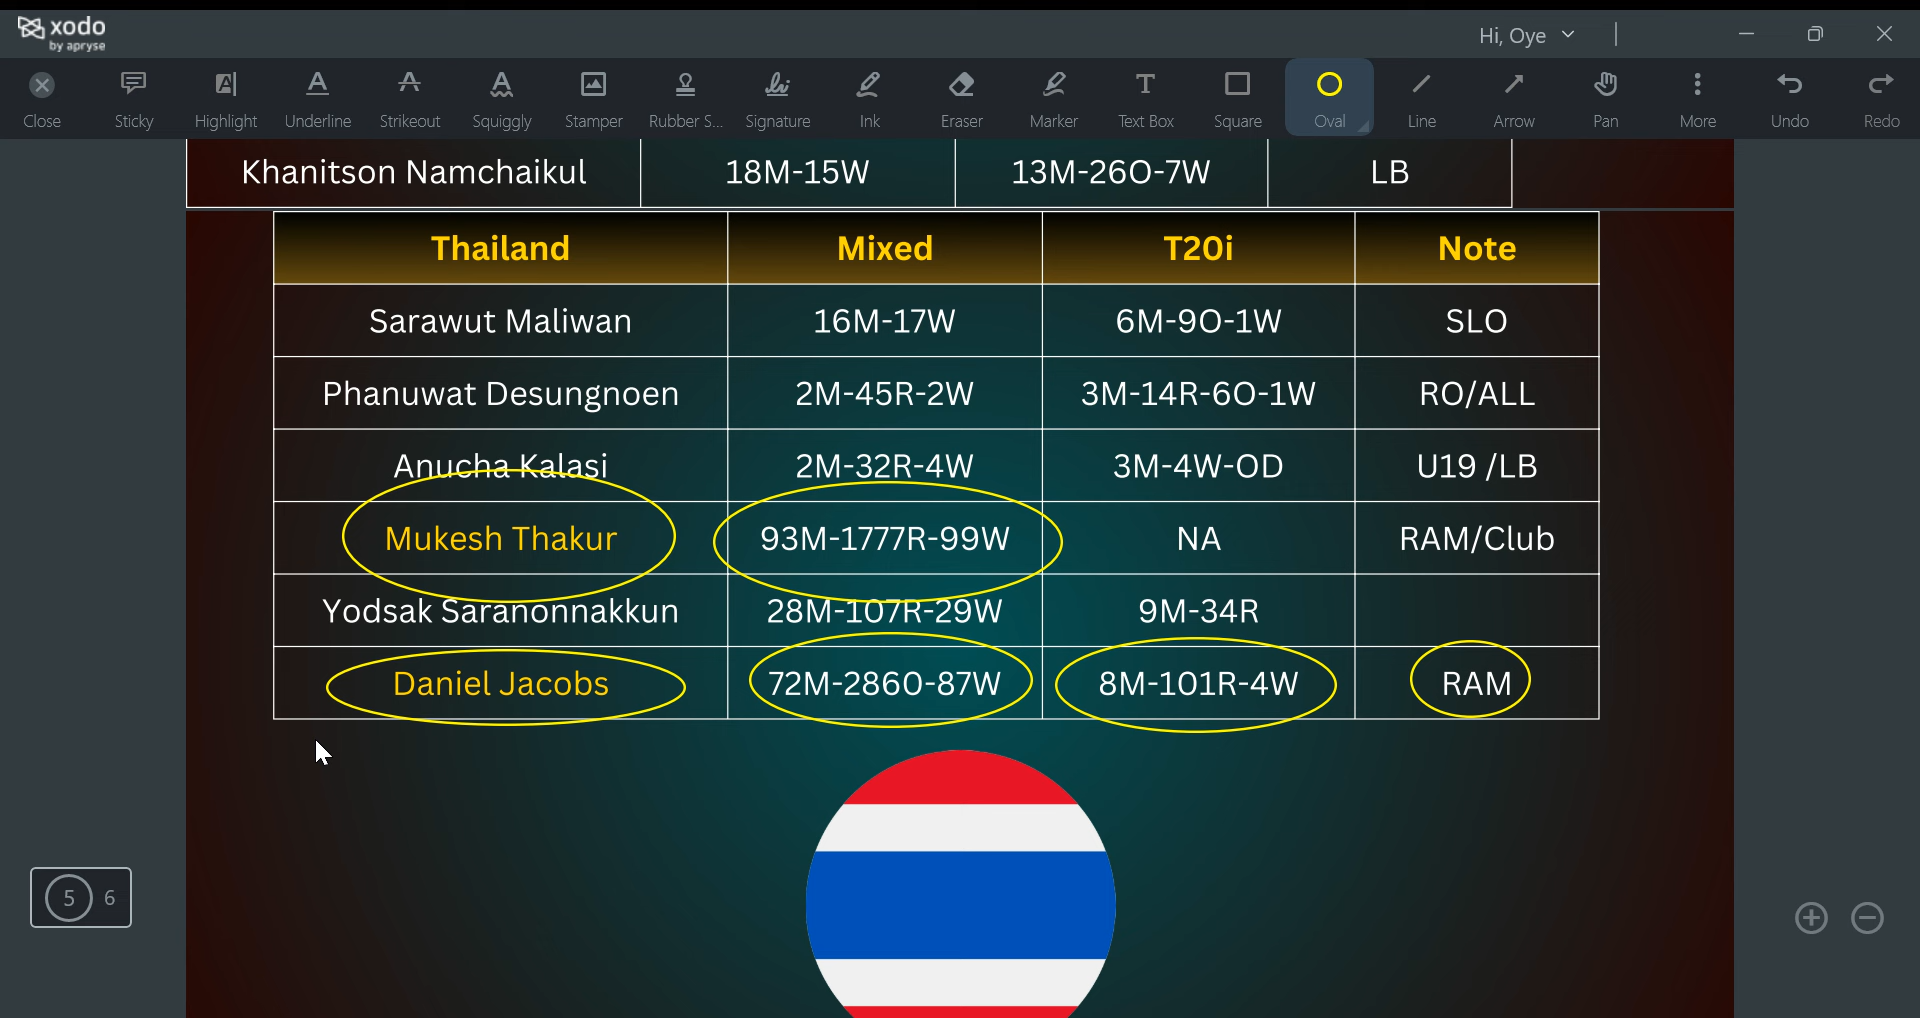 xodo
by apryse
Hi, Oye
Close Sticky Highlight Underline Strikeout Squiggly Stamper Rubber S... Signature Ink Eraser Marker Text Box Square Oval Line Arrow Pan More Undo Redo
Khanitson Namchaikul 18M-15W 13M-26O-7W LB
Thailand Mixed T20i Note
Sarawut Maliwan 16M-17W 6M-9O-1W SLO
Phanuwat Desungnoen 2M-45R-2W 3M-14R-6O-1W RO/ALL
Anucha Kalasi 2M-32R-4W 3M-4W-OD U19 /LB
Mukesh Thakur 93M-1777R-99W NA RAM/Club
Yodsak Saranonnakkun 28M-107R-29W 9M-34R
Daniel Jacobs 72M-286O-87W 8M-101R-4W RAM
5 6